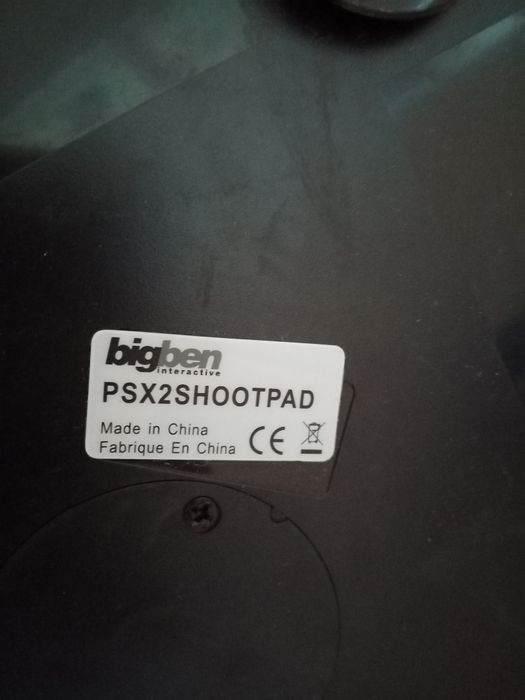 bigben
interactive
PSX2SHOOTPAD
Made in China
Fabrique En China
CE